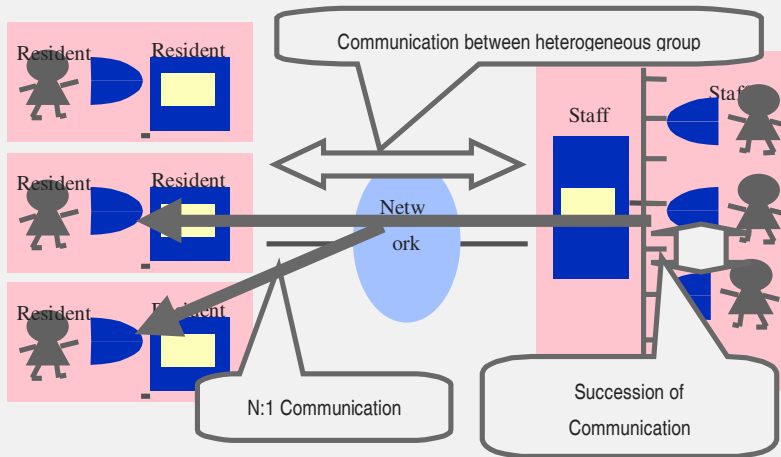 Communication between heterogeneous group
Resident
Resident
Resident
Resident
Resident
Resident
Staff
Staff
Netw
ork
N:1 Communication
Succession of
Communication